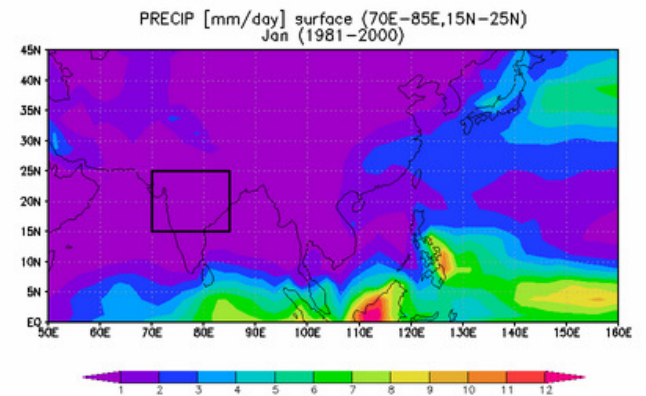 PRECIP [mm/day] surface (70E−85E,15N−25N)
Jan (1981−2000)
45N
40N
35N
30N
25N
20N
15N
10N
5N
EQ
50E 60E 70E 80E 90E 100E 110E 120E 130E 140E 150E 160E
1 2 3 4 5 6 7 8 9 10 11 12